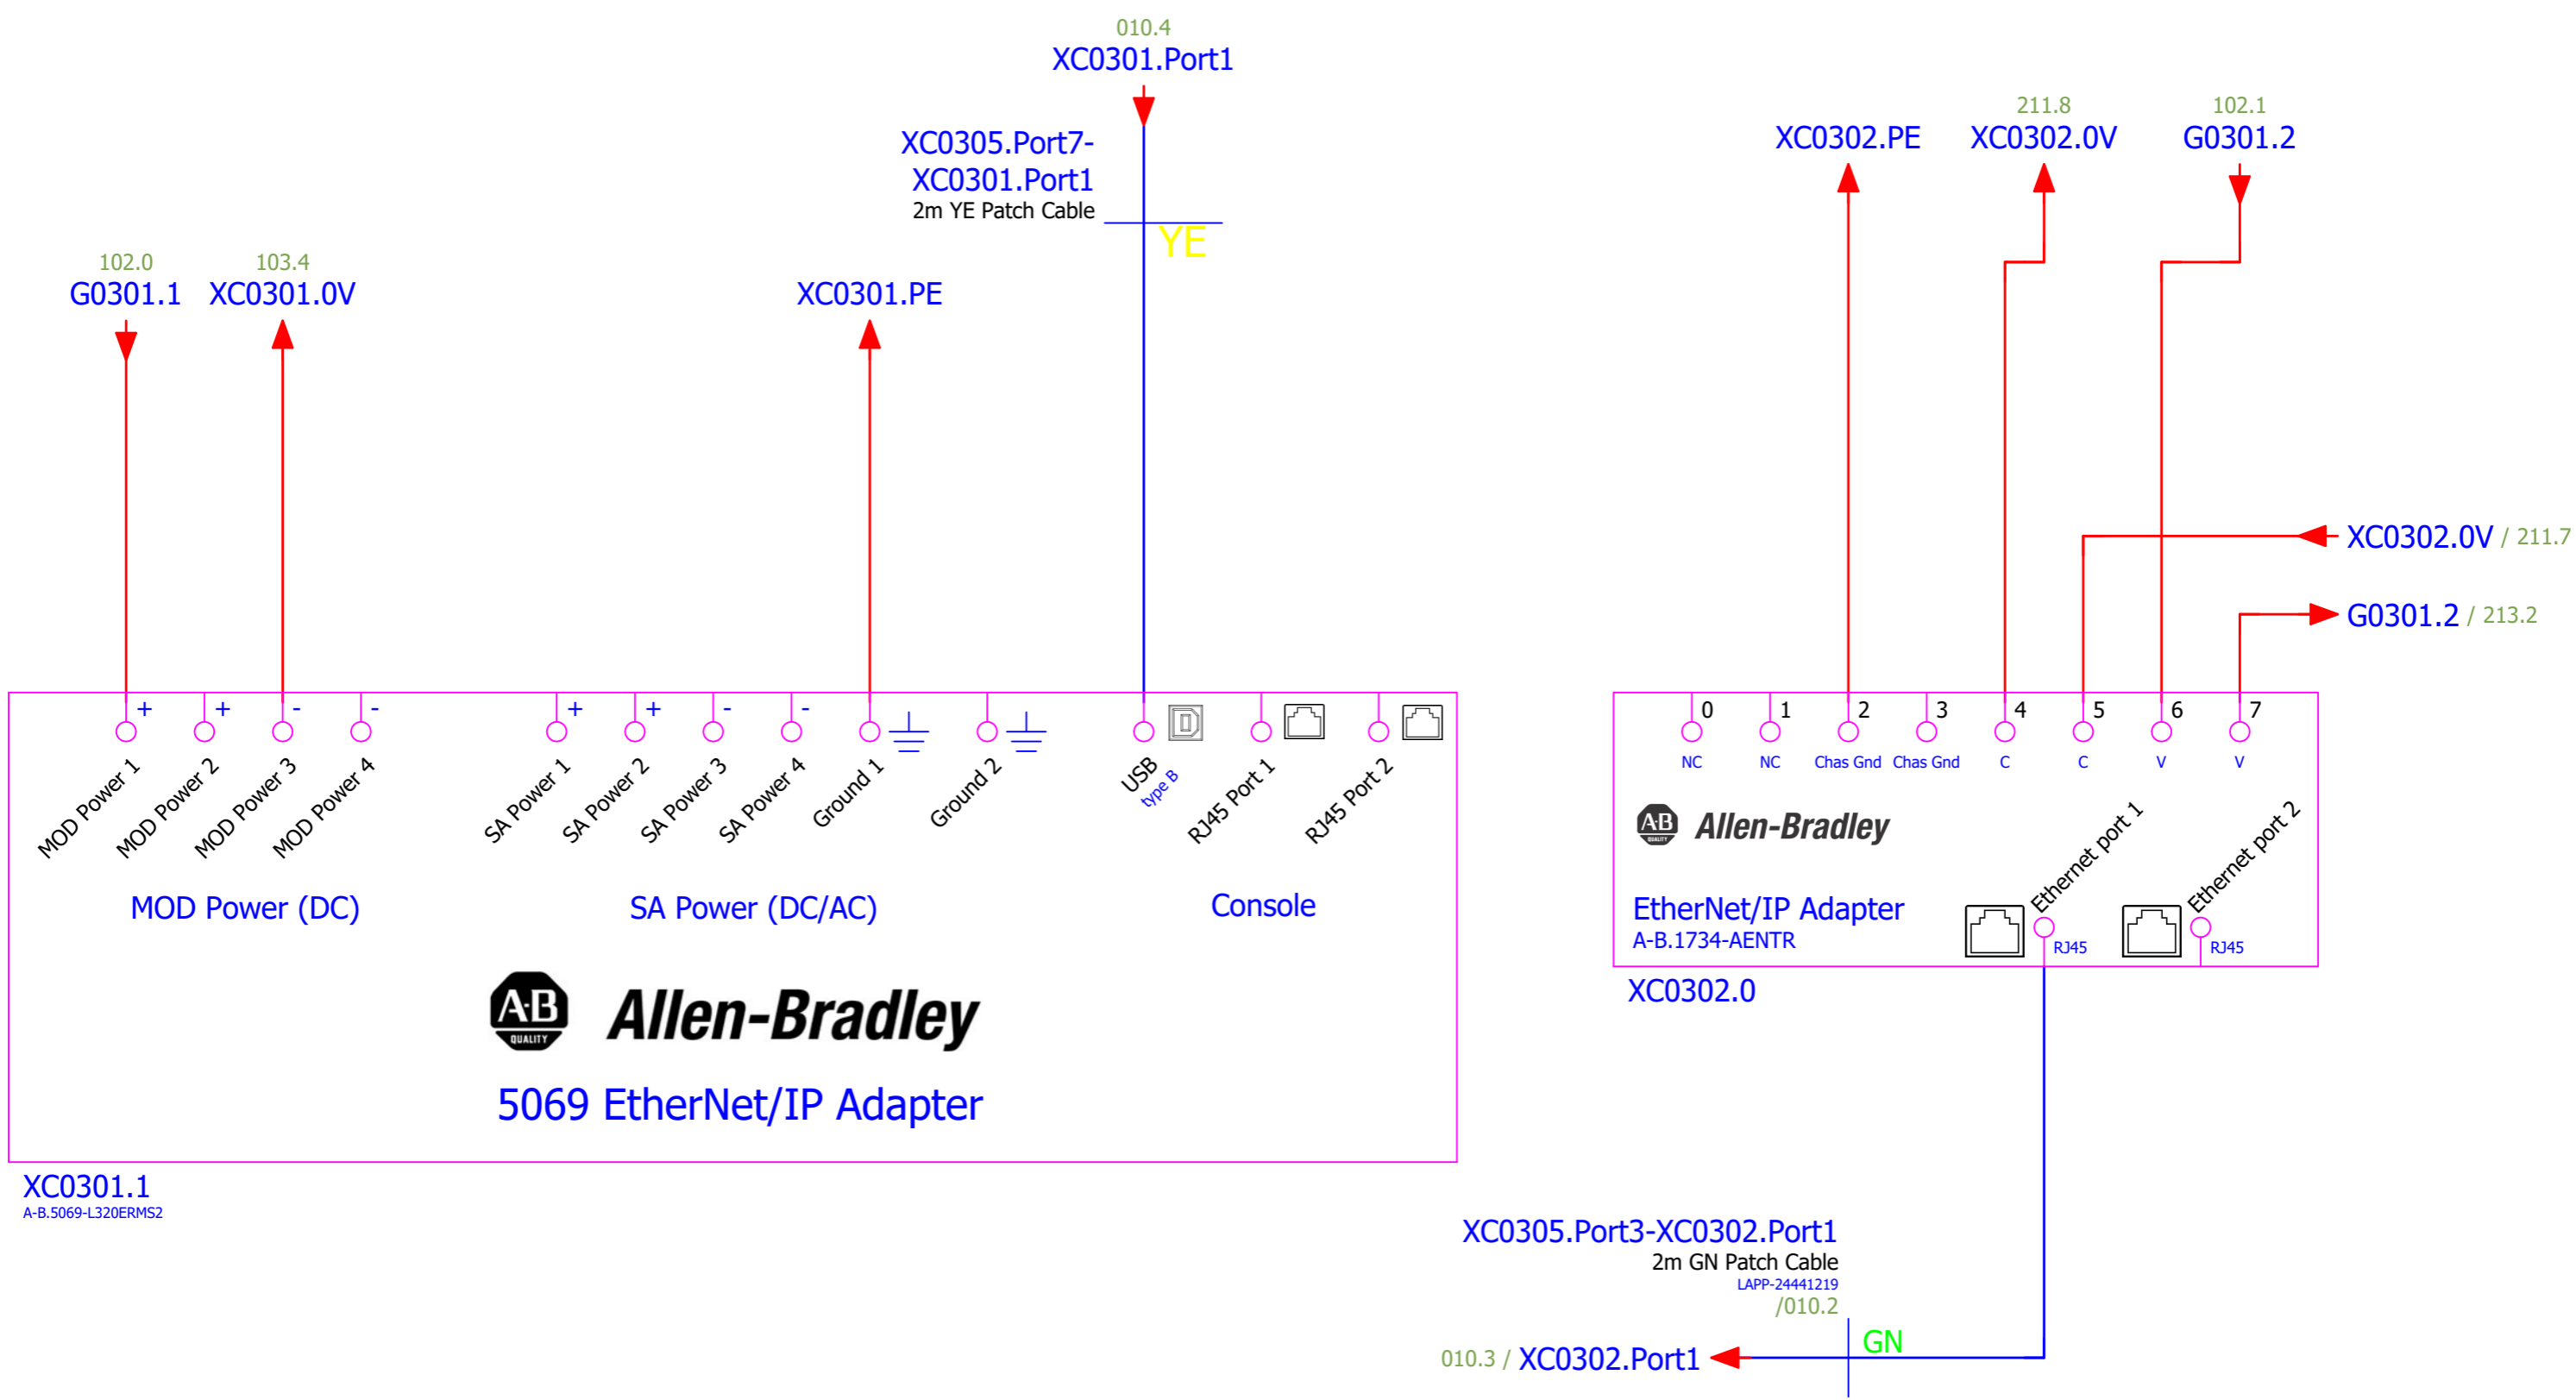 010.4
XC0301.Port1
XC0305.Port7-
XC0301.Port1
2m YE Patch Cable
YE
102.0
G0301.1
103.4
XC0301.0V
XC0301.PE
XC0302.PE
211.8
XC0302.0V
102.1
G0301.2
XC0302.0V / 211.7
G0301.2 / 213.2
+ + - -
+ + - -
MOD Power 1
MOD Power 2
MOD Power 3
MOD Power 4
SA Power 1
SA Power 2
SA Power 3
SA Power 4
Ground 1
Ground 2
USB
type B
RJ45 Port 1
RJ45 Port 2
MOD Power (DC)
SA Power (DC/AC)
Console
A·B
QUALITY
Allen-Bradley
5069 EtherNet/IP Adapter
XC0301.1
A-B.5069-L320ERMS2
0 1 2 3 4 5 6 7
NC NC Chas Gnd Chas Gnd C C V V
A·B
QUALITY
Allen-Bradley
Ethernet port 1
Ethernet port 2
EtherNet/IP Adapter
A-B.1734-AENTR
RJ45
RJ45
XC0302.0
XC0305.Port3-XC0302.Port1
2m GN Patch Cable
LAPP-24441219
/010.2
GN
010.3 / XC0302.Port1